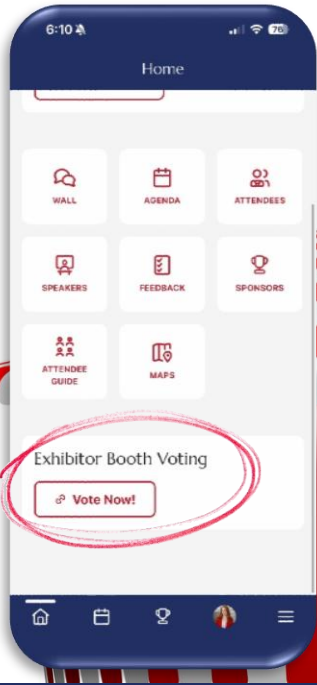 6:10
76
Home
WALL
AGENDA
ATTENDEES
SPEAKERS
FEEDBACK
SPONSORS
ATTENDEE
GUIDE
MAPS
Exhibitor Booth Voting
Vote Now!